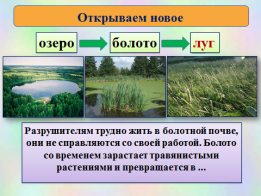 Открываем новое
озеро болото луг
Разрушителям трудно жить в болотной почве,
они не справляются со своей работой. Болото
со временем зарастает травянистыми
растениями и превращается в ...